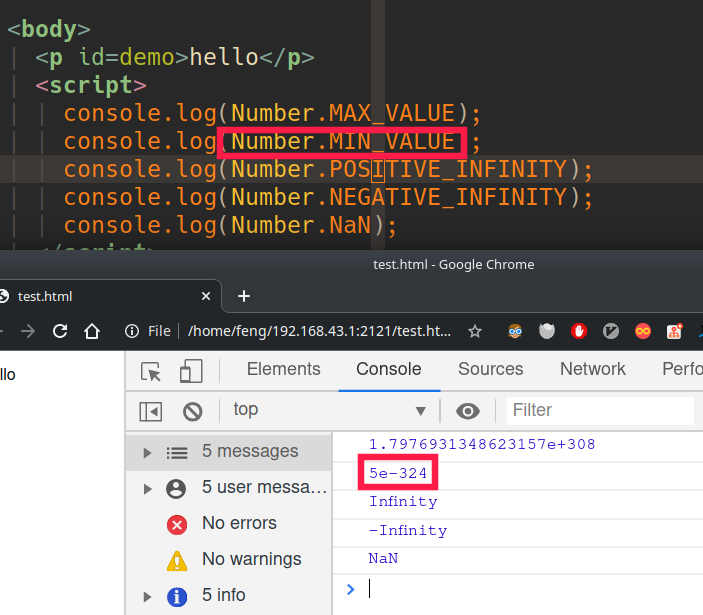 <body>
<p id=demo>hello</p>
<script>
console.log(Number.MAX_VALUE);
console.log(Number.MIN_VALUE);
console.log(Number.POSITIVE_INFINITY);
console.log(Number.NEGATIVE_INFINITY);
console.log(Number.NaN);
</script>
test.html - Google Chrome
test.html
File /home/feng/192.168.43.1:2121/test.ht...
llo
Elements Console Sources Network Perfo
top Filter
5 messages
5 user messa...
No errors
No warnings
5 info
1.7976931348623157e+308
5e-324
Infinity
-Infinity
NaN